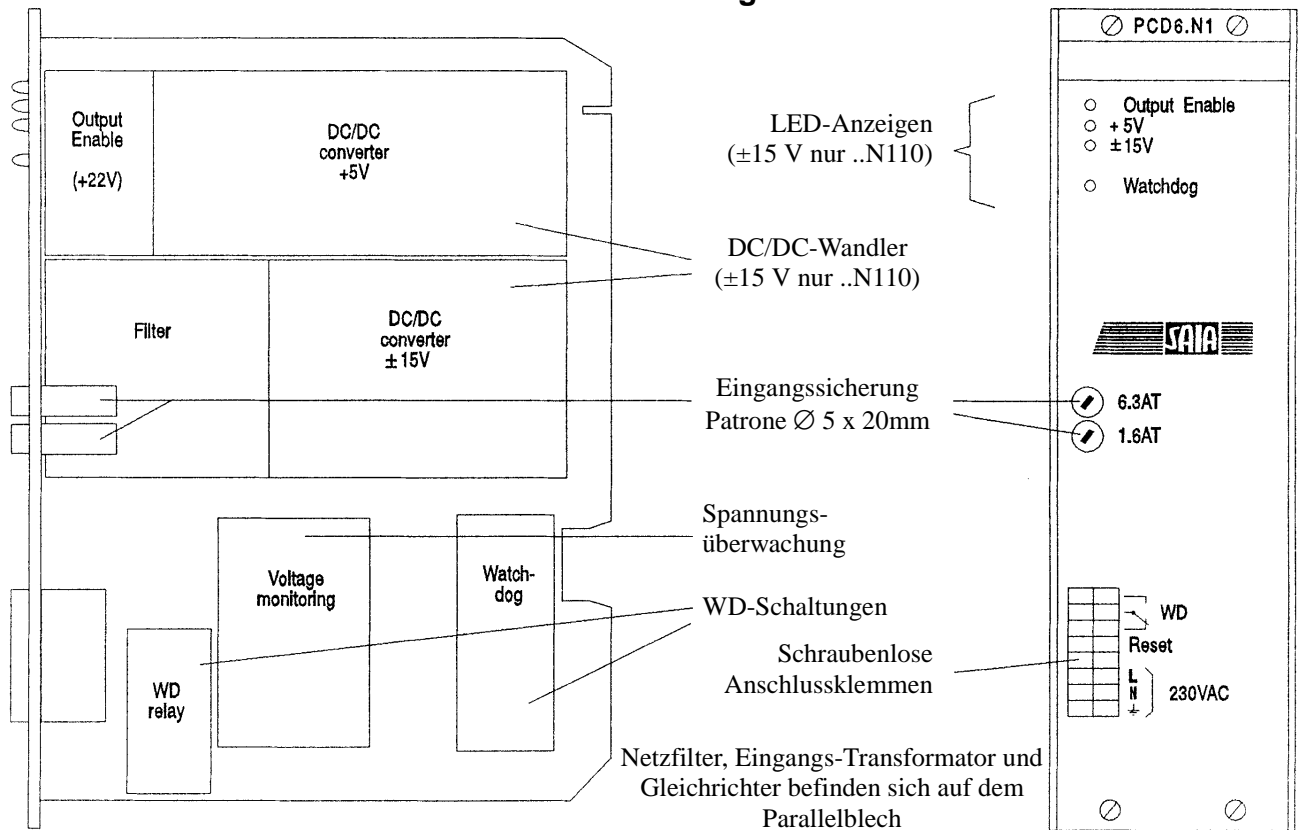 g
Output
Enable
(+22V)
DC/DC
converter
+5V
Filter
DC/DC
converter
± 15V
Voltage
monitoring
Watch-
dog
WD
relay
LED-Anzeigen
(±15 V nur ..N110)
DC/DC-Wandler
(±15 V nur ..N110)
Eingangssicherung
Patrone ∅ 5 x 20mm
Spannungs-
überwachung
WD-Schaltungen
Schraubenlose
Anschlussklemmen
Netzfilter, Eingangs-Transformator und
Gleichrichter befinden sich auf dem
Parallelblech
PCD6.N1
Output Enable
+ 5V
± 15V
Watchdog
SAIA
6.3AT
1.6AT
WD
Reset
L
N
230VAC